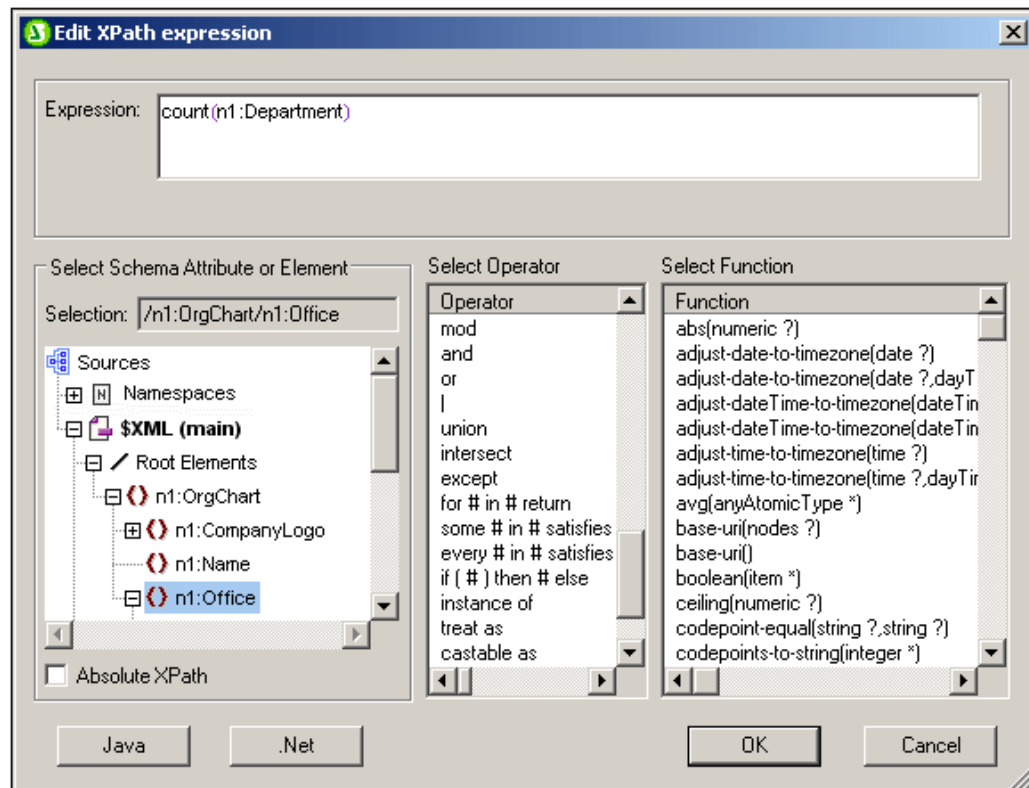 Edit XPath expression
Expression:
count(n1:Department)
Select Schema Attribute or Element
Selection: /n1:OrgChart/n1:Office
Sources
Namespaces
$XML (main)
Root Elements
n1:OrgChart
n1:CompanyLogo
n1:Name
n1:Office
Absolute XPath
Select Operator
Operator
mod
and
or
|
union
intersect
except
for # in # return
some # in # satisfies
every # in # satisfies
if ( # ) then # else
instance of
treat as
castable as
Select Function
Function
abs(numeric ?)
adjust-date-to-timezone(date ?)
adjust-date-to-timezone(date ?,dayT
adjust-dateTime-to-timezone(dateTin
adjust-dateTime-to-timezone(dateTin
adjust-time-to-timezone(time ?)
adjust-time-to-timezone(time ?,dayTir
avg(anyAtomicType *)
base-uri(nodes ?)
base-uri()
boolean(item *)
ceiling(numeric ?)
codepoint-equal(string ?,string ?)
codepoints-to-string(integer *)
Java
.Net
OK
Cancel